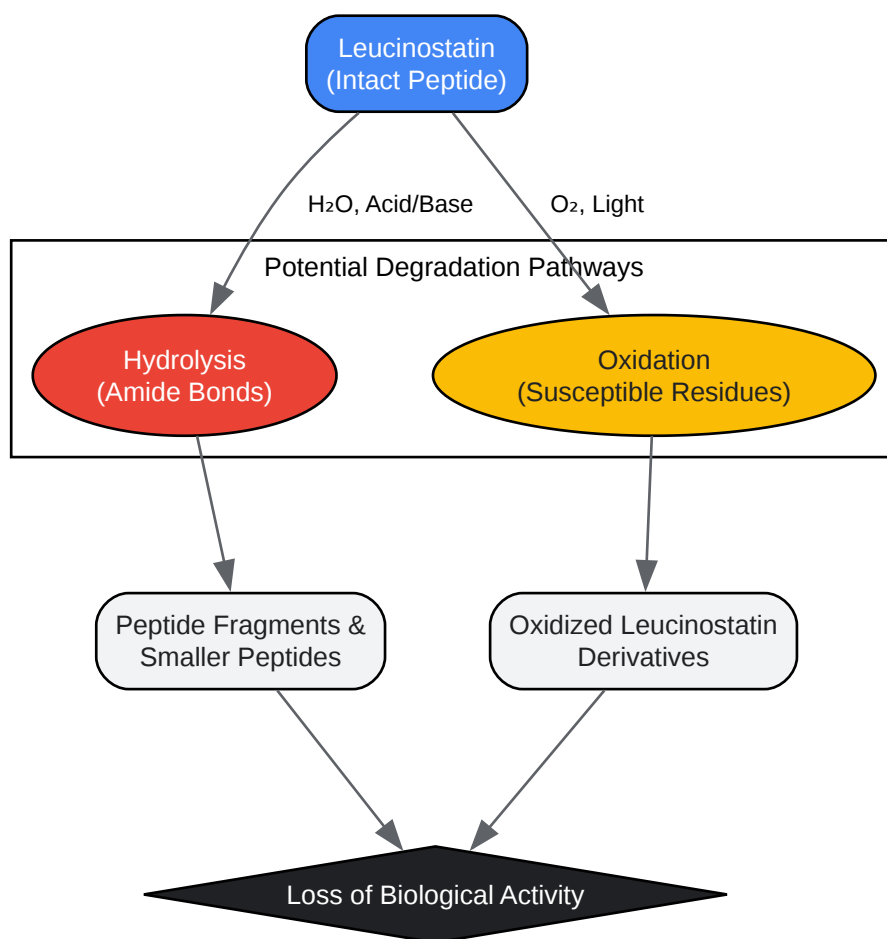 Leucinostatin
(Intact Peptide)
H₂O, Acid/Base
O₂, Light
Potential Degradation Pathways
Hydrolysis
(Amide Bonds)
Oxidation
(Susceptible Residues)
Peptide Fragments &
Smaller Peptides
Oxidized Leucinostatin
Derivatives
Loss of Biological Activity